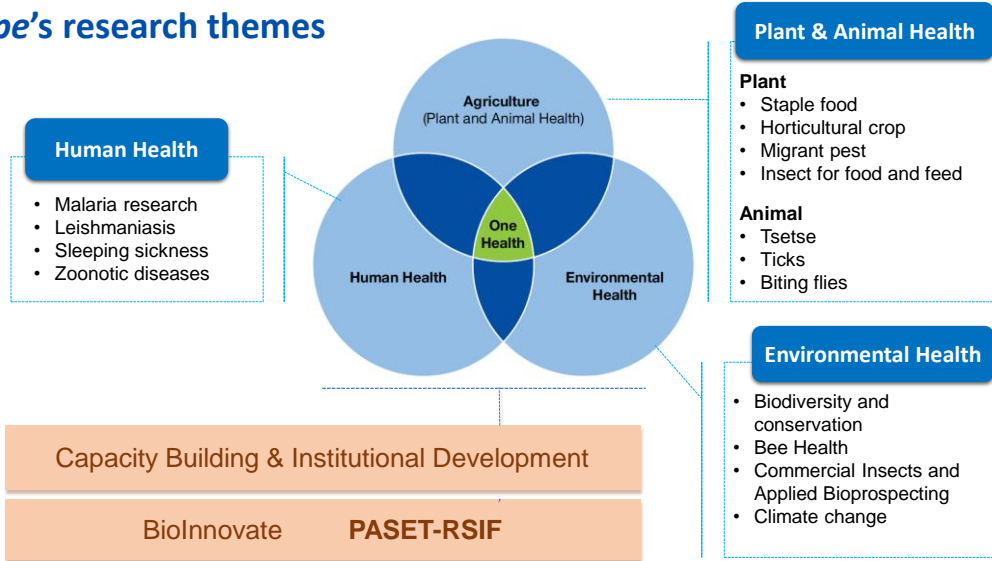 pe's research themes
Plant & Animal Health
Plant
• Staple food
• Horticultural crop
• Migrant pest
• Insect for food and feed
Animal
• Tsetse
• Ticks
• Biting flies
Human Health
• Malaria research
• Leishmaniasis
• Sleeping sickness
• Zoonotic diseases
Agriculture
(Plant and Animal Health)
One
Health
Human Health
Environmental
Health
Environmental Health
• Biodiversity and
conservation
• Bee Health
• Commercial Insects and
Applied Bioprospecting
• Climate change
Capacity Building & Institutional Development
BioInnovate PASET-RSIF